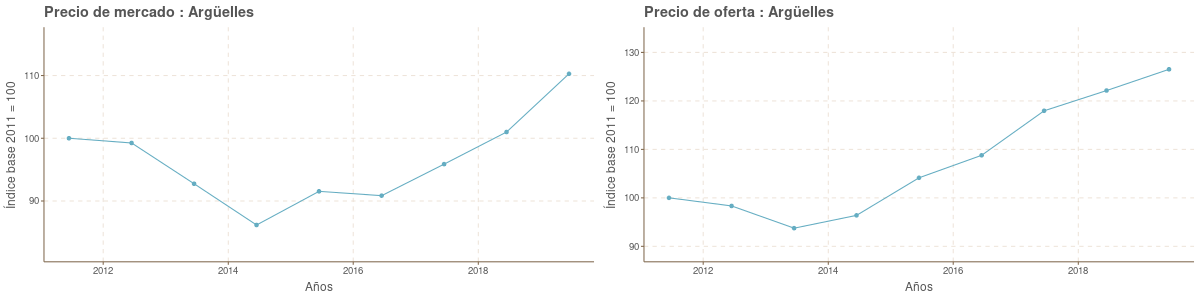 Precio de mercado : Argüelles
Índice base 2011 = 100
110
100
90
2012 2014 2016 2018
Años
Precio de oferta : Argüelles
Índice base 2011 = 100
130
120
110
100
90
2012 2014 2016 2018
Años